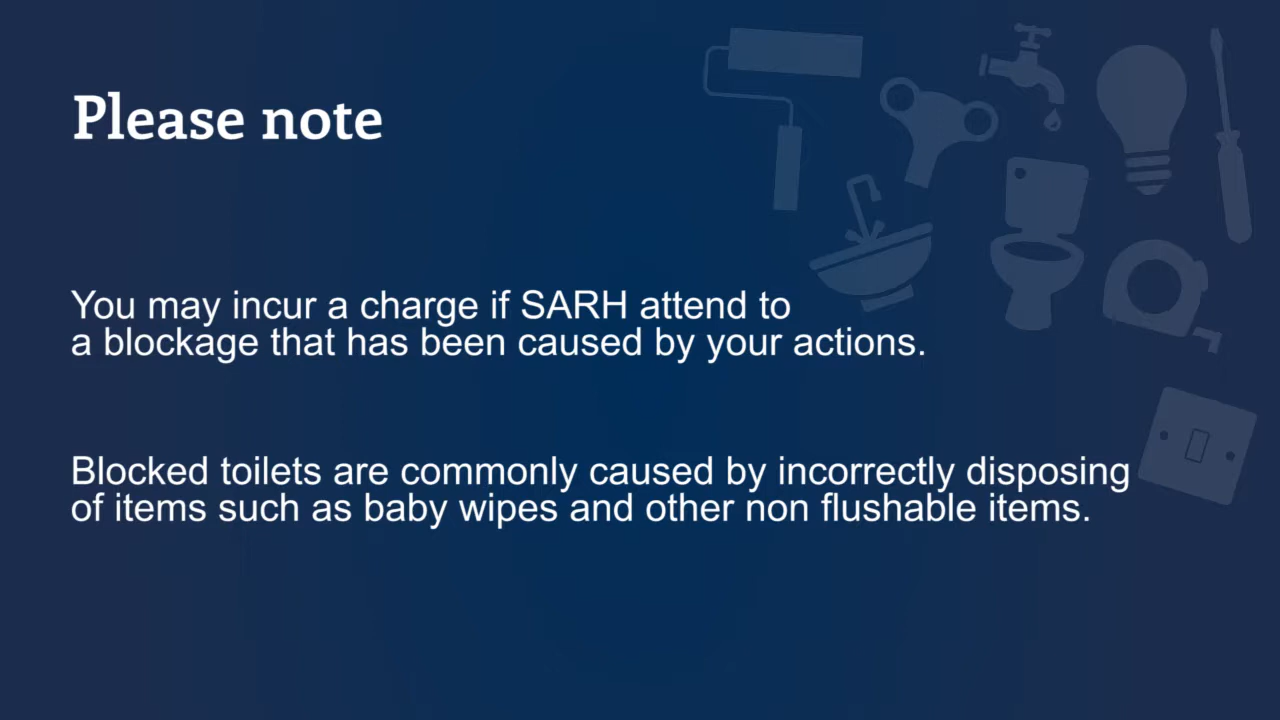 Please note
You may incur a charge if SARH attend to
a blockage that has been caused by your actions.
Blocked toilets are commonly caused by incorrectly disposing
of items such as baby wipes and other non flushable items.